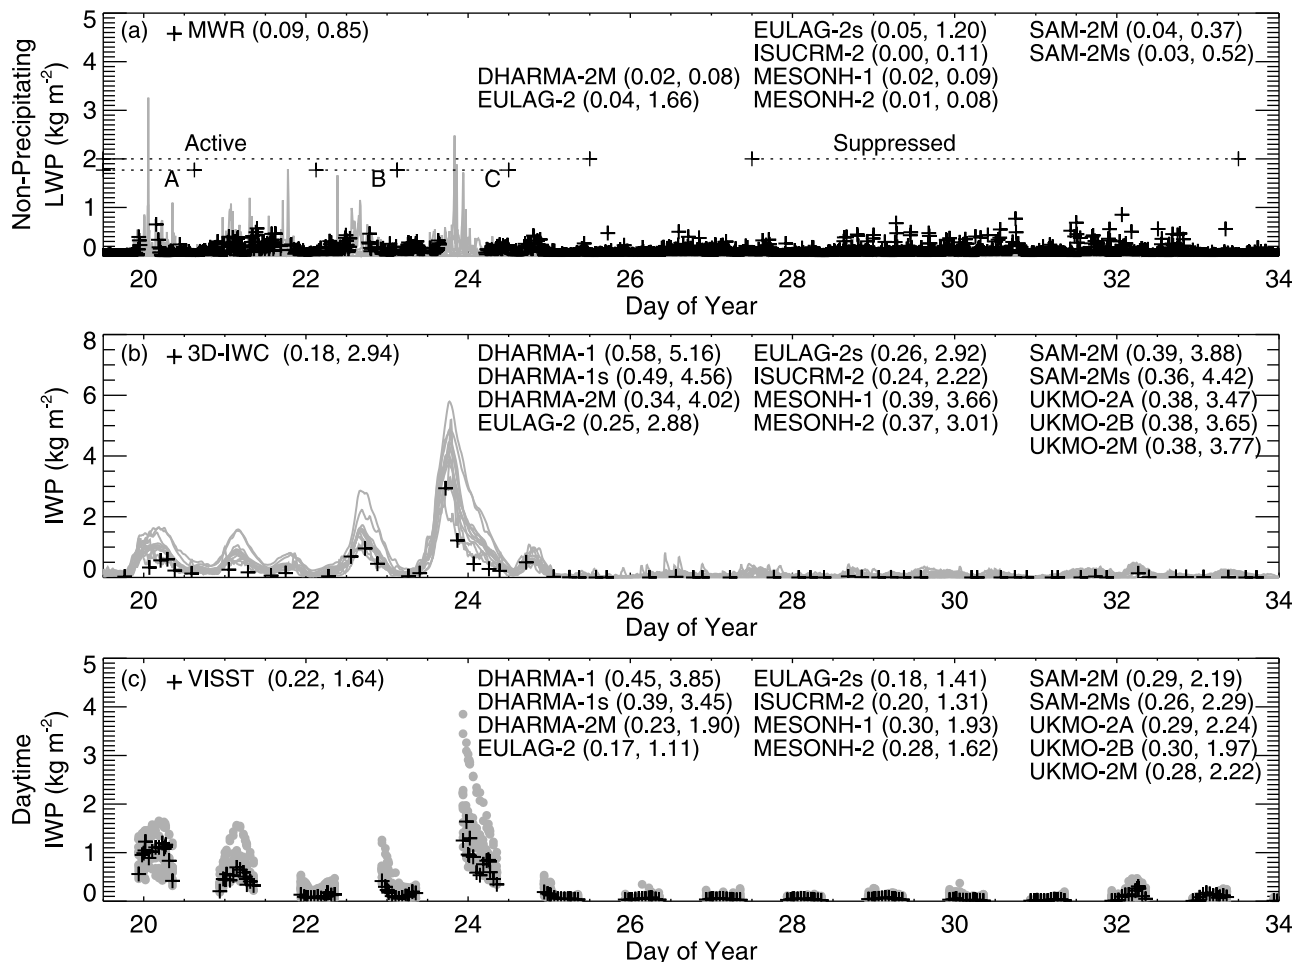 (a) + MWR (0.09, 0.85) EULAG-2s (0.05, 1.20) SAM-2M (0.04, 0.37)
ISUCRM-2 (0.00, 0.11) SAM-2Ms (0.03, 0.52)
DHARMA-2M (0.02, 0.08) MESONH-1 (0.02, 0.09)
EULAG-2 (0.04, 1.66) MESONH-2 (0.01, 0.08)
Active Suppressed
A B C
Non-Precipitating
LWP (kg m-2)
5
4
3
2
1
0
20 22 24 26 28 30 32 34
Day of Year
(b) + 3D-IWC (0.18, 2.94) DHARMA-1 (0.58, 5.16) EULAG-2s (0.26, 2.92) SAM-2M (0.39, 3.88)
DHARMA-1s (0.49, 4.56) ISUCRM-2 (0.24, 2.22) SAM-2Ms (0.36, 4.42)
DHARMA-2M (0.34, 4.02) MESONH-1 (0.39, 3.66) UKMO-2A (0.38, 3.47)
EULAG-2 (0.25, 2.88) MESONH-2 (0.37, 3.01) UKMO-2B (0.38, 3.65)
UKMO-2M (0.38, 3.77)
IWP (kg m-2)
8
6
4
2
0
20 22 24 26 28 30 32 34
Day of Year
(c) + VISST (0.22, 1.64) DHARMA-1 (0.45, 3.85) EULAG-2s (0.18, 1.41) SAM-2M (0.29, 2.19)
DHARMA-1s (0.39, 3.45) ISUCRM-2 (0.20, 1.31) SAM-2Ms (0.26, 2.29)
DHARMA-2M (0.23, 1.90) MESONH-1 (0.30, 1.93) UKMO-2A (0.29, 2.24)
EULAG-2 (0.17, 1.11) MESONH-2 (0.28, 1.62) UKMO-2B (0.30, 1.97)
UKMO-2M (0.28, 2.22)
Daytime
IWP (kg m-2)
5
4
3
2
1
0
20 22 24 26 28 30 32 34
Day of Year